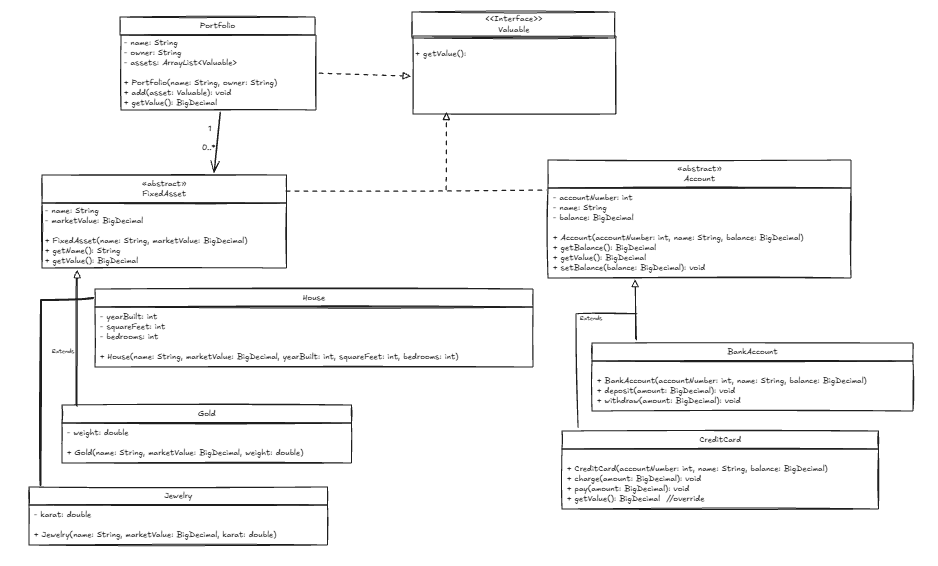 Portfolio
- name: String
- owner: String
- assets: ArrayList<Valuable>
+ Portfolio(name: String, owner: String)
+ add(asset: Valuable): void
+ getValue(): BigDecimal
<<Interface>>
Valuable
+ getValue():
1
0..*
«abstract»
FixedAsset
- name: String
- marketValue: BigDecimal
+ FixedAsset(name: String, marketValue: BigDecimal)
+ getName(): String
+ getValue(): BigDecimal
«abstract»
Account
- accountNumber: int
- name: String
- balance: BigDecimal
+ Account(accountNumber: int, name: String, balance: BigDecimal)
+ getBalance(): BigDecimal
+ getValue(): BigDecimal
+ setBalance(balance: BigDecimal): void
House
- yearBuilt: int
- squareFeet: int
- bedrooms: int
+ House(name: String, marketValue: BigDecimal, yearBuilt: int, squareFeet: int, bedrooms: int)
Extends
Extends
BankAccount
+ BankAccount(accountNumber: int, name: String, balance: BigDecimal)
+ deposit(amount: BigDecimal): void
+ withdraw(amount: BigDecimal): void
Gold
- weight: double
+ Gold(name: String, marketValue: BigDecimal, weight: double)
CreditCard
+ CreditCard(accountNumber: int, name: String, balance: BigDecimal)
+ charge(amount: BigDecimal): void
+ pay(amount: BigDecimal): void
+ getValue(): BigDecimal //override
Jewelry
- karat: double
+ Jewelry(name: String, marketValue: BigDecimal, karat: double)